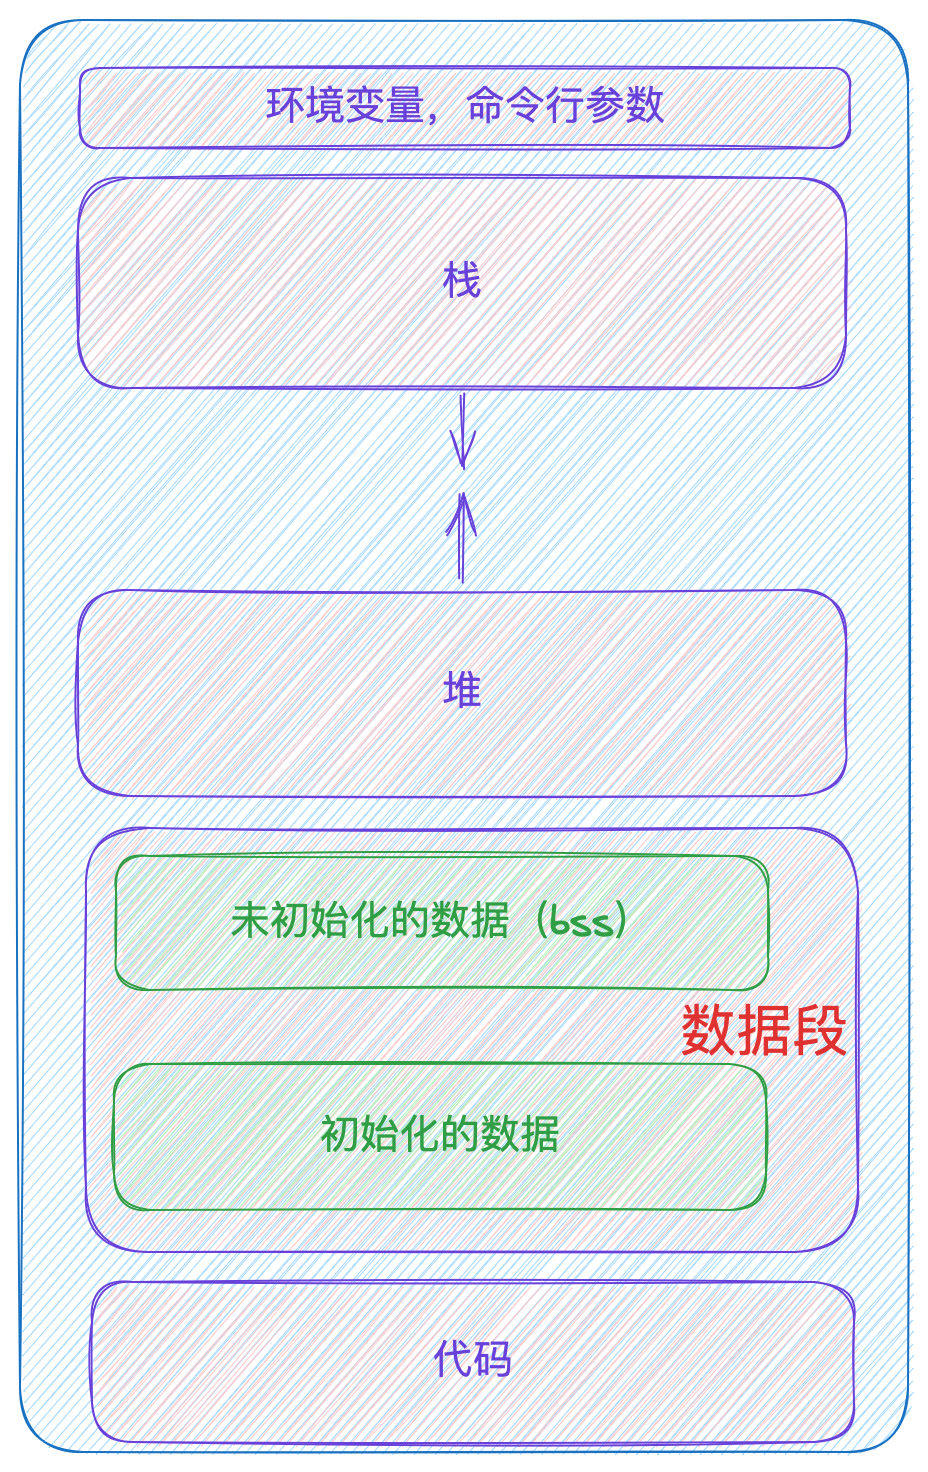 环境变量，命令行参数
栈
堆
未初始化的数据（bss）
数据段
初始化的数据
代码